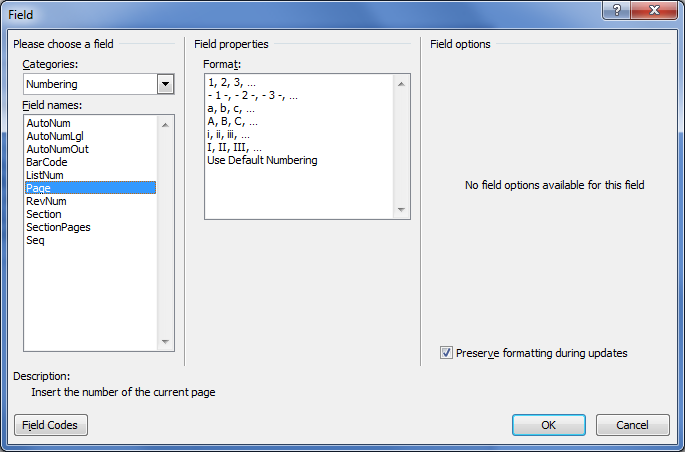 Field
Please choose a field
Categories:
Numbering
Field names:
AutoNum
AutoNumLgl
AutoNumOut
BarCode
ListNum
Page
RevNum
Section
SectionPages
Seq
Field properties
Format:
1, 2, 3, ...
- 1 -, - 2 -, - 3 -, ...
a, b, c, ...
A, B, C, ...
i, ii, iii, ...
I, II, III, ...
Use Default Numbering
Field options
No field options available for this field
Preserve formatting during updates
Description:
Insert the number of the current page
Field Codes
OK
Cancel